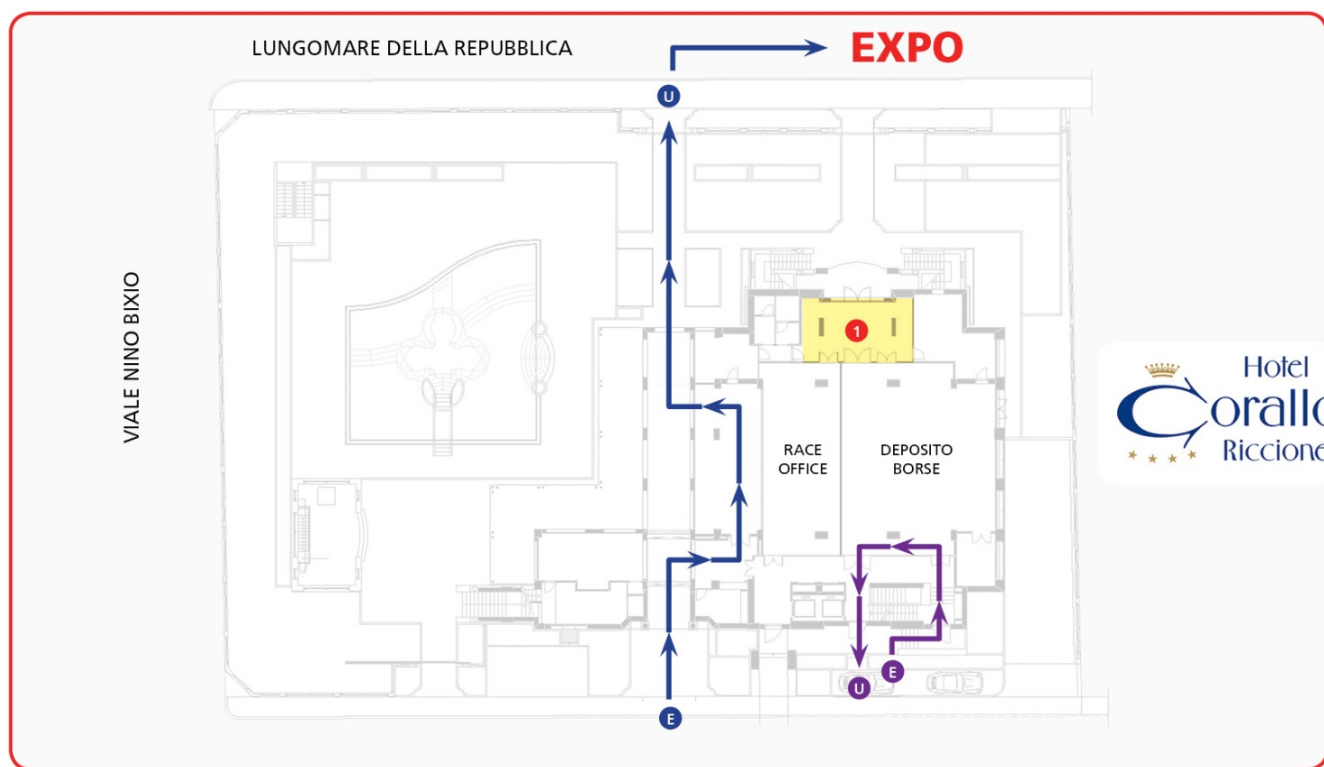 LUNGOMARE DELLA REPUBBLICA
EXPO
U
VIALE NINO BIXIO
1
Hotel
Corallo
Riccione
RACE
OFFICE
DEPOSITO
BORSE
E
U
E